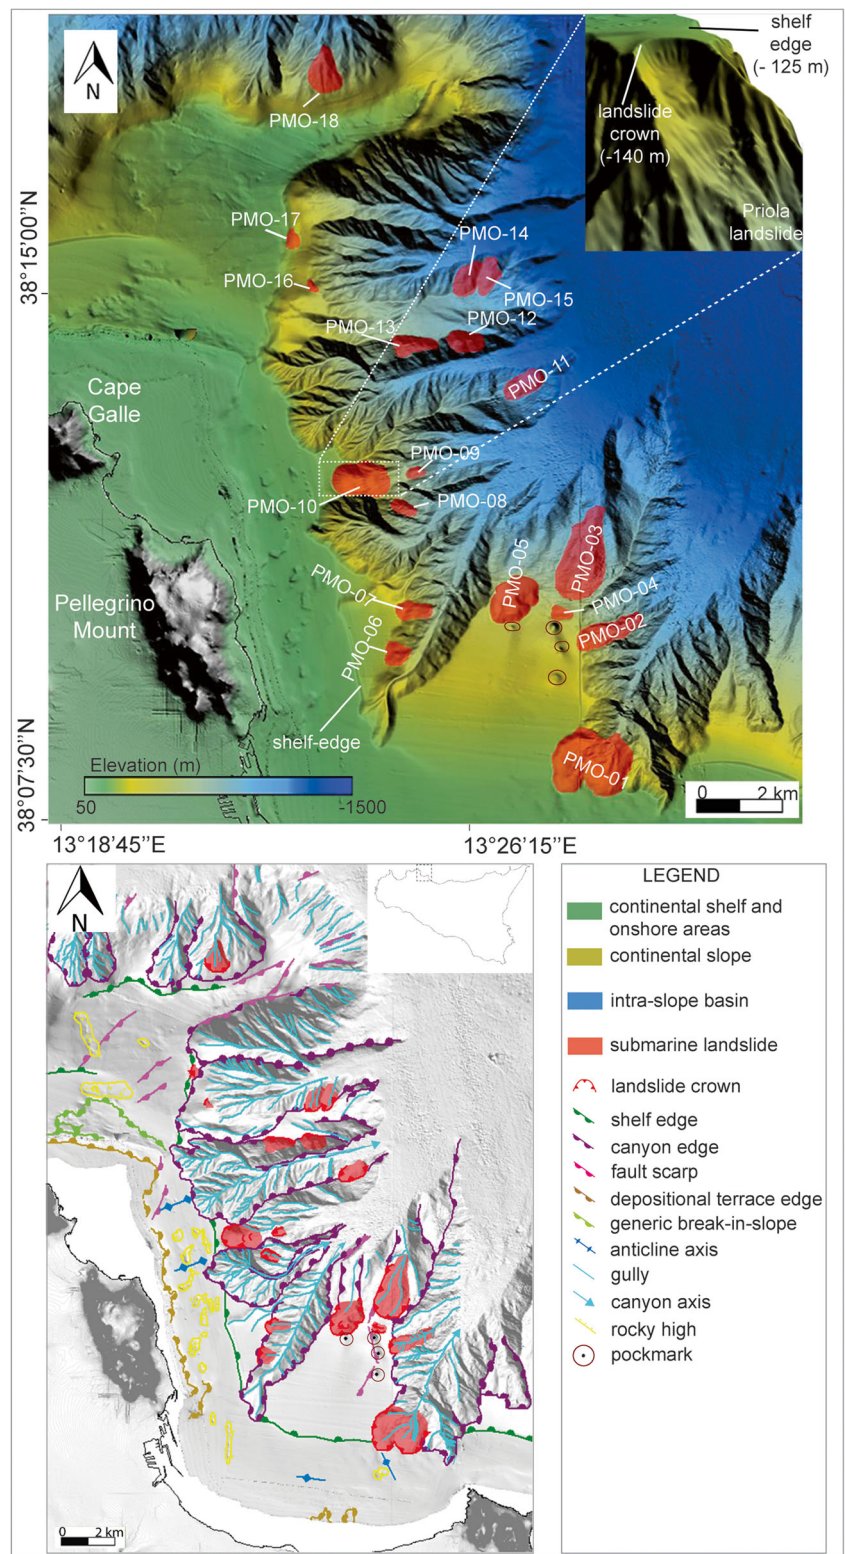 N
PMO-18
shelf
edge
(- 125 m)
landslide
crown
(-140 m)
Priola
landslide
PMO-17
PMO-14
PMO-16
PMO-15
PMO-13
PMO-12
PMO-11
Cape
Galle
PMO-09
PMO-10
PMO-08
PMO-05
PMO-03
PMO-07
PMO-04
PMO-02
Pellegrino
Mount
PMO-06
shelf-edge
PMO-01
Elevation (m)
50
-1500
0 2 km
38°15'00''N
38°07'30''N
13°18'45''E
13°26'15''E
N
0 2 km
LEGEND
continental shelf and
onshore areas
continental slope
intra-slope basin
submarine landslide
landslide crown
shelf edge
canyon edge
fault scarp
depositional terrace edge
generic break-in-slope
anticline axis
gully
canyon axis
rocky high
pockmark